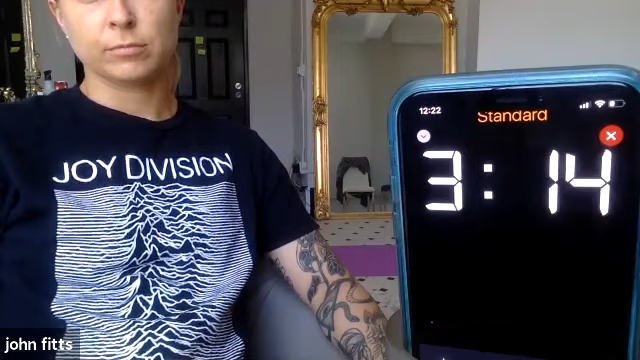 JOY DIVISION
12:22
Standard
3:14
john fitts